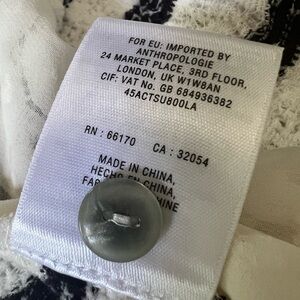 FOR EU: IMPORTED BY
ANTHROPOLOGIE
24 MARKET PLACE, 3RD FLOOR,
LONDON, UK W1W8AN
CIF: VAT No. GB 684936382
45ACTSU800LA
RN : 66170 CA : 32054
MADE IN CHINA,
HECHO EN CHINA,